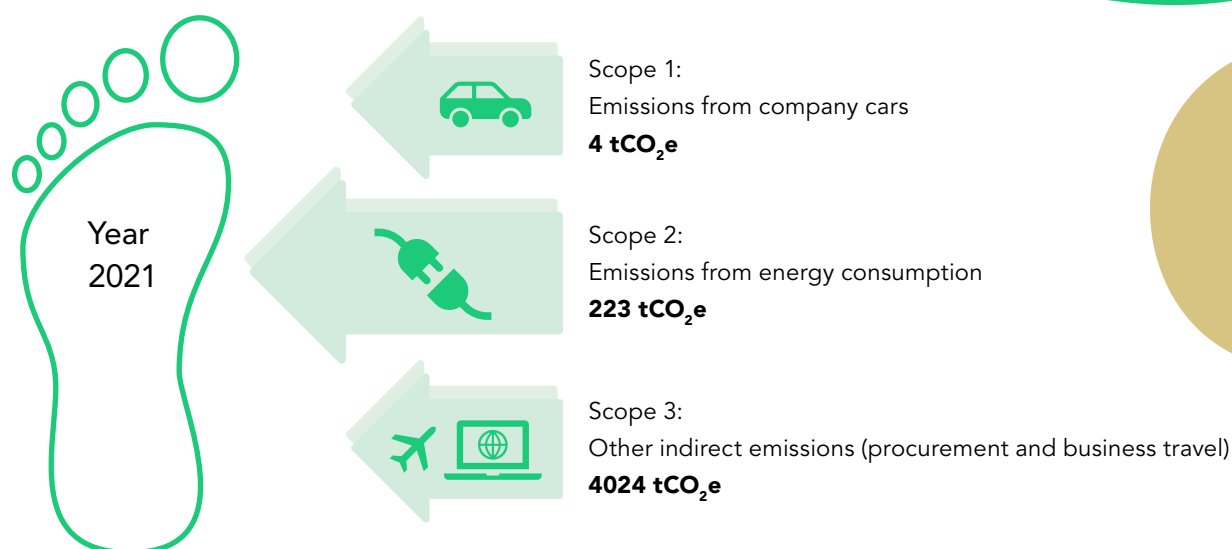 Year
2021
Scope 1:
Emissions from company cars
4 tCO₂e
Scope 2:
Emissions from energy consumption
223 tCO₂e
Scope 3:
Other indirect emissions (procurement and business travel)
4024 tCO₂e